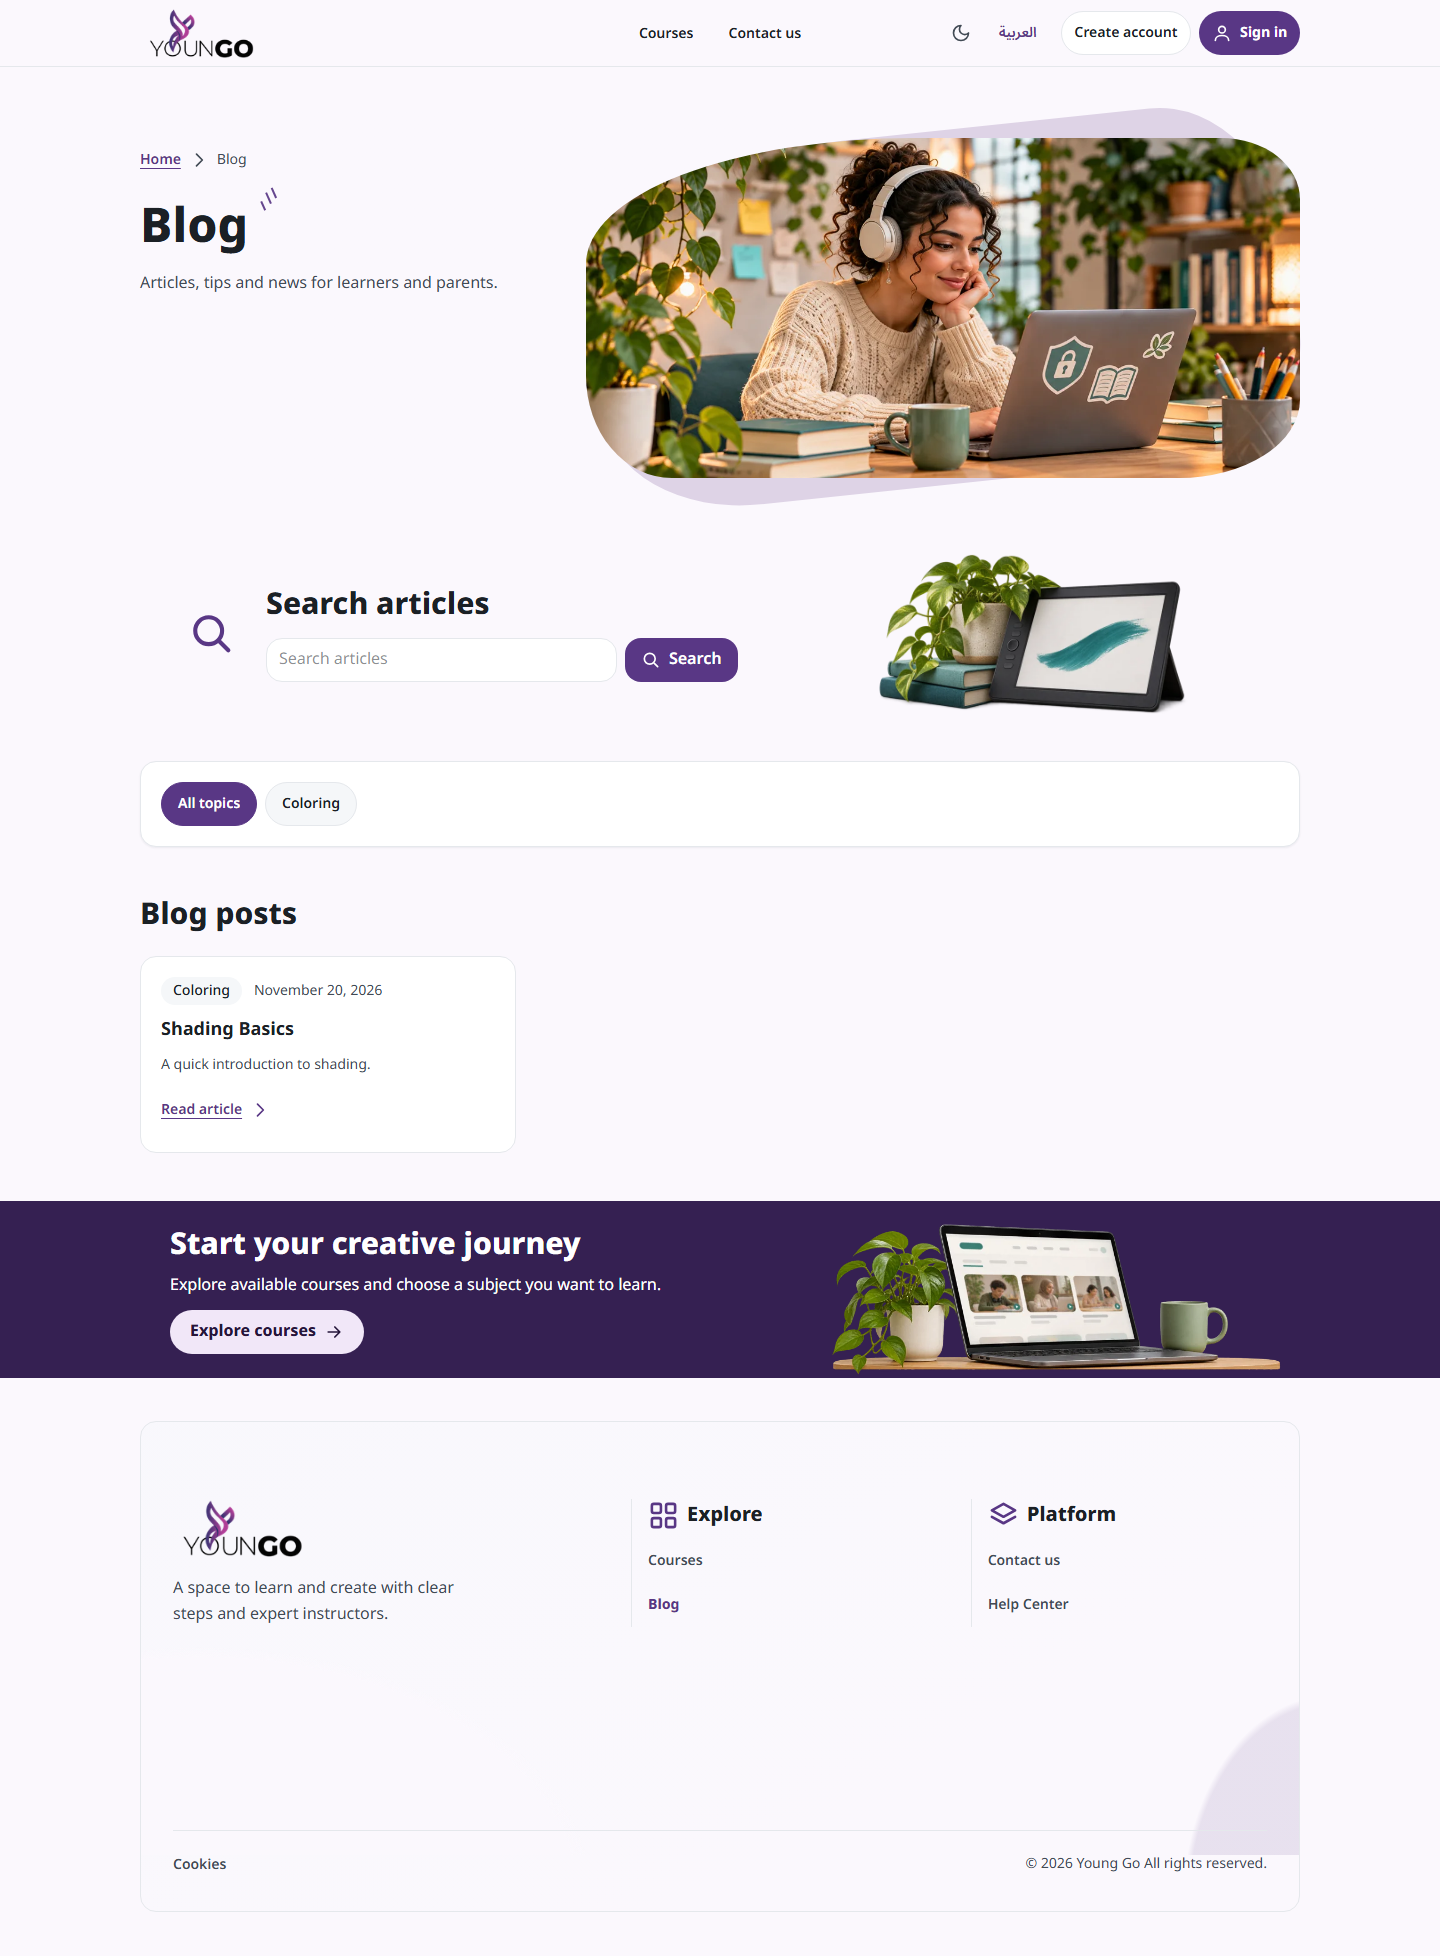 YOUNGO
Courses
Contact us
العربية
Create account
Sign in
Home
Blog
Blog
Articles, tips and news for learners and parents.
Search articles
Search articles
Search
All topics
Coloring
Blog posts
Coloring
November 20, 2026
Shading Basics
A quick introduction to shading.
Read article
Start your creative journey
Explore available courses and choose a subject you want to learn.
Explore courses
YOUNGO
A space to learn and create with clear
steps and expert instructors.
Explore
Courses
Blog
Platform
Contact us
Help Center
Cookies
© 2026 Young Go All rights reserved.